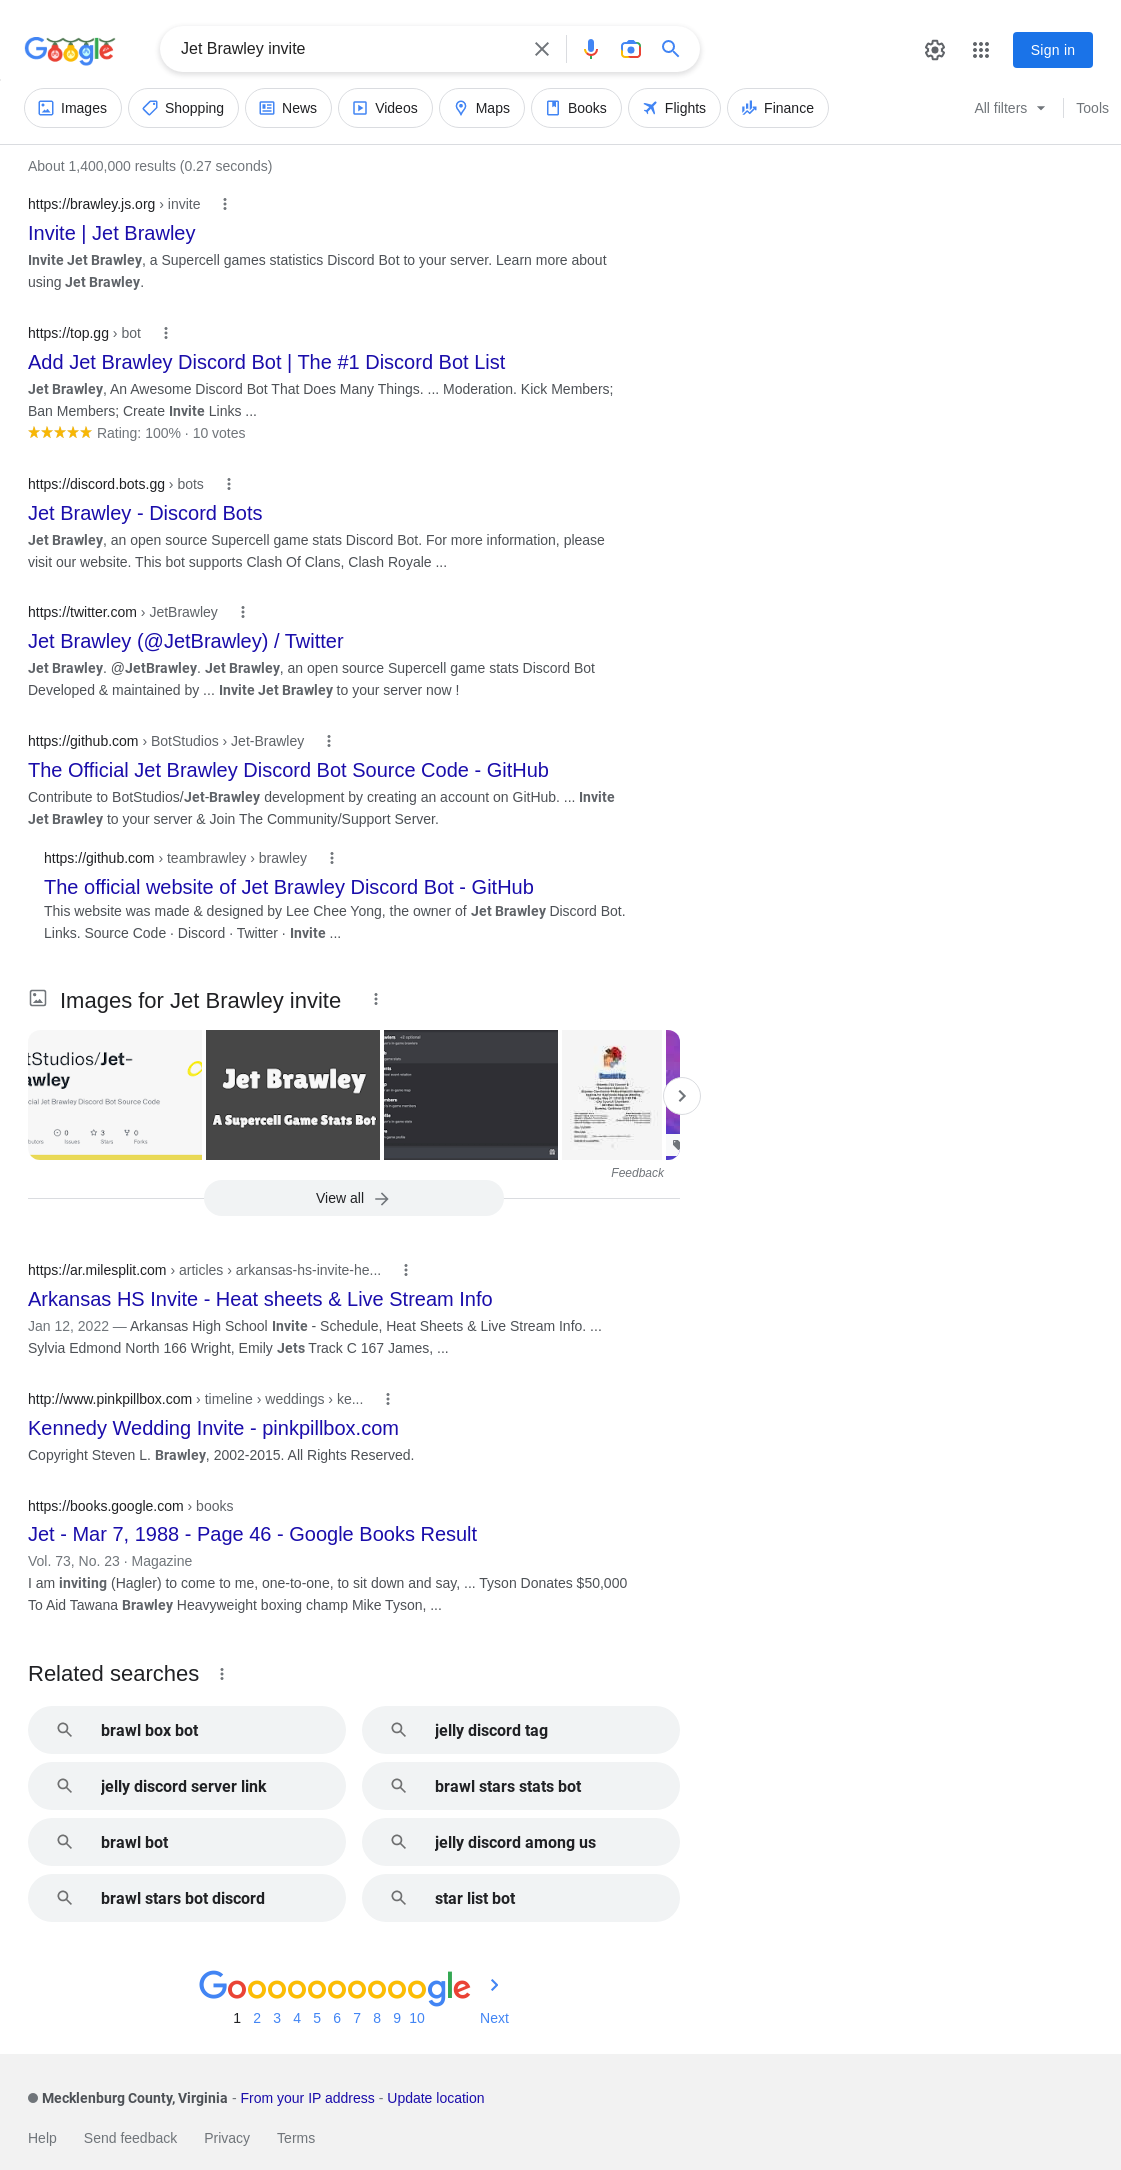 Google
Jet Brawley invite
Sign in
Images Shopping News Videos Maps Books Flights Finance All filters Tools
About 1,400,000 results (0.27 seconds)
https://brawley.js.org › invite
Invite | Jet Brawley
Invite Jet Brawley, a Supercell games statistics Discord Bot to your server. Learn more about
using Jet Brawley.
https://top.gg › bot
Add Jet Brawley Discord Bot | The #1 Discord Bot List
Jet Brawley, An Awesome Discord Bot That Does Many Things. ... Moderation. Kick Members;
Ban Members; Create Invite Links ...
Rating: 100% · 10 votes
https://discord.bots.gg › bots
Jet Brawley - Discord Bots
Jet Brawley, an open source Supercell game stats Discord Bot. For more information, please
visit our website. This bot supports Clash Of Clans, Clash Royale ...
https://twitter.com › JetBrawley
Jet Brawley (@JetBrawley) / Twitter
Jet Brawley. @JetBrawley. Jet Brawley, an open source Supercell game stats Discord Bot
Developed & maintained by ... Invite Jet Brawley to your server now !
https://github.com › BotStudios › Jet-Brawley
The Official Jet Brawley Discord Bot Source Code - GitHub
Contribute to BotStudios/Jet-Brawley development by creating an account on GitHub. ... Invite
Jet Brawley to your server & Join The Community/Support Server.
https://github.com › teambrawley › brawley
The official website of Jet Brawley Discord Bot - GitHub
This website was made & designed by Lee Chee Yong, the owner of Jet Brawley Discord Bot.
Links. Source Code · Discord · Twitter · Invite ...
Images for Jet Brawley invite
tStudios/Jet-
awley
cial Jet Brawley Discord Bot Source Code
0 3 0
butors Issues Stars Forks
Jet Brawley
A Supercell Game Stats Bot
Feedback
View all
https://ar.milesplit.com › articles › arkansas-hs-invite-he...
Arkansas HS Invite - Heat sheets & Live Stream Info
Jan 12, 2022 — Arkansas High School Invite - Schedule, Heat Sheets & Live Stream Info. ...
Sylvia Edmond North 166 Wright, Emily Jets Track C 167 James, ...
http://www.pinkpillbox.com › timeline › weddings › ke...
Kennedy Wedding Invite - pinkpillbox.com
Copyright Steven L. Brawley, 2002-2015. All Rights Reserved.
https://books.google.com › books
Jet - Mar 7, 1988 - Page 46 - Google Books Result
Vol. 73, No. 23 · Magazine
I am inviting (Hagler) to come to me, one-to-one, to sit down and say, ... Tyson Donates $50,000
To Aid Tawana Brawley Heavyweight boxing champ Mike Tyson, ...
Related searches
brawl box bot jelly discord tag
jelly discord server link brawl stars stats bot
brawl bot jelly discord among us
brawl stars bot discord star list bot
Goooooooooogle
1 2 3 4 5 6 7 8 9 10 Next
Mecklenburg County, Virginia - From your IP address - Update location
Help Send feedback Privacy Terms